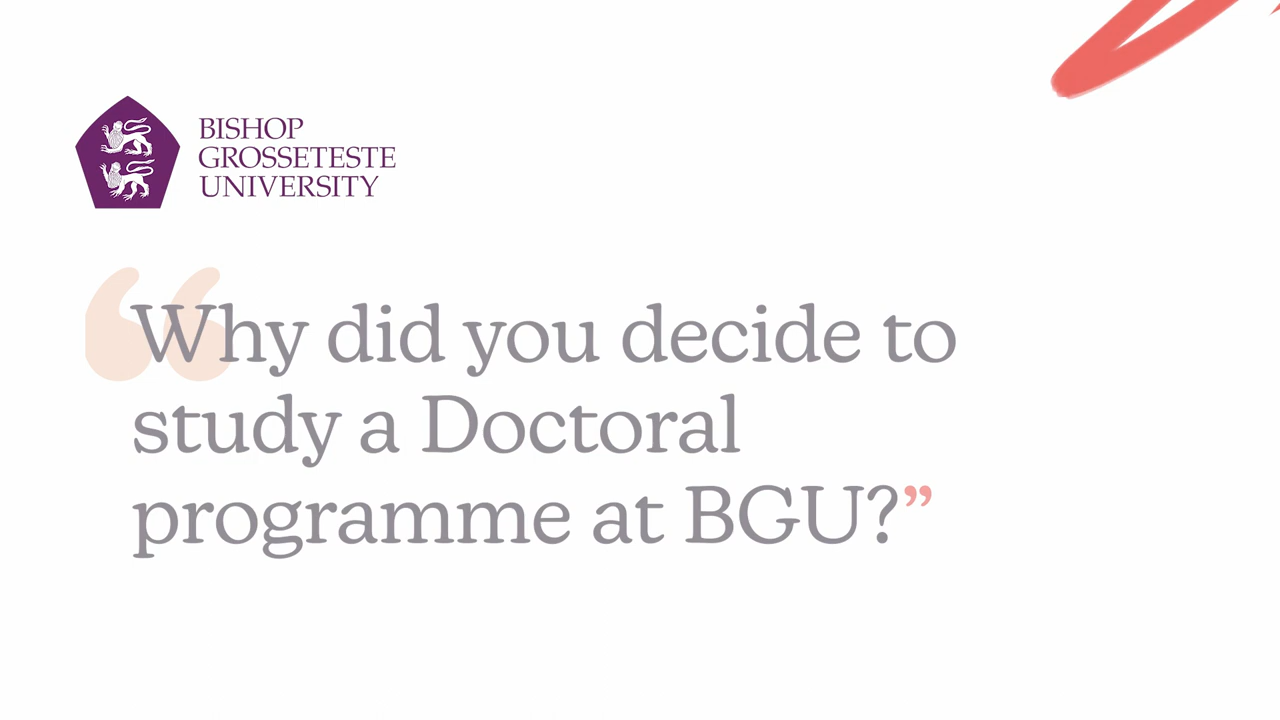 BISHOP
GROSSETESTE
UNIVERSITY
“Why did you decide to
study a Doctoral
programme at BGU?”